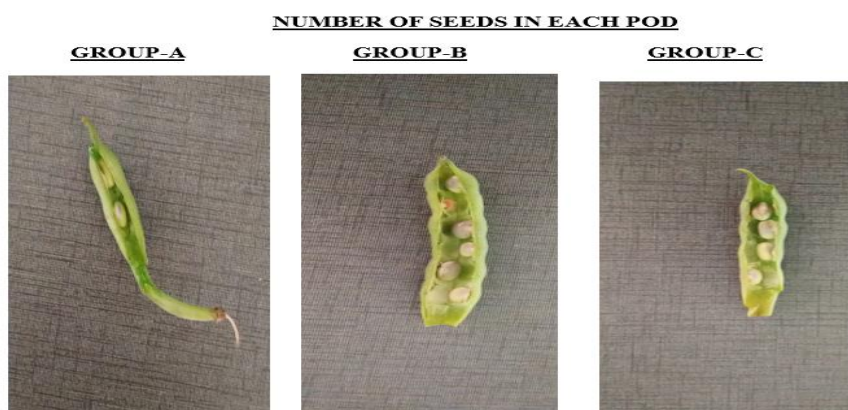 NUMBER OF SEEDS IN EACH POD
GROUP-A GROUP-B GROUP-C